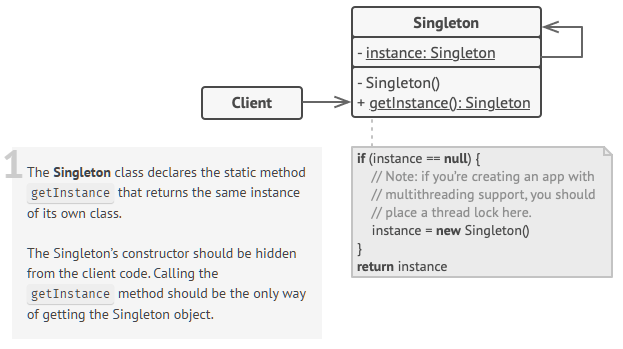 Singleton
- instance: Singleton
- Singleton()
+ getInstance(): Singleton
Client
1
The Singleton class declares the static method
getInstance that returns the same instance
of its own class.
The Singleton's constructor should be hidden
from the client code. Calling the
getInstance method should be the only way
of getting the Singleton object.
if (instance == null) {
// Note: if you're creating an app with
// multithreading support, you should
// place a thread lock here.
instance = new Singleton()
}
return instance